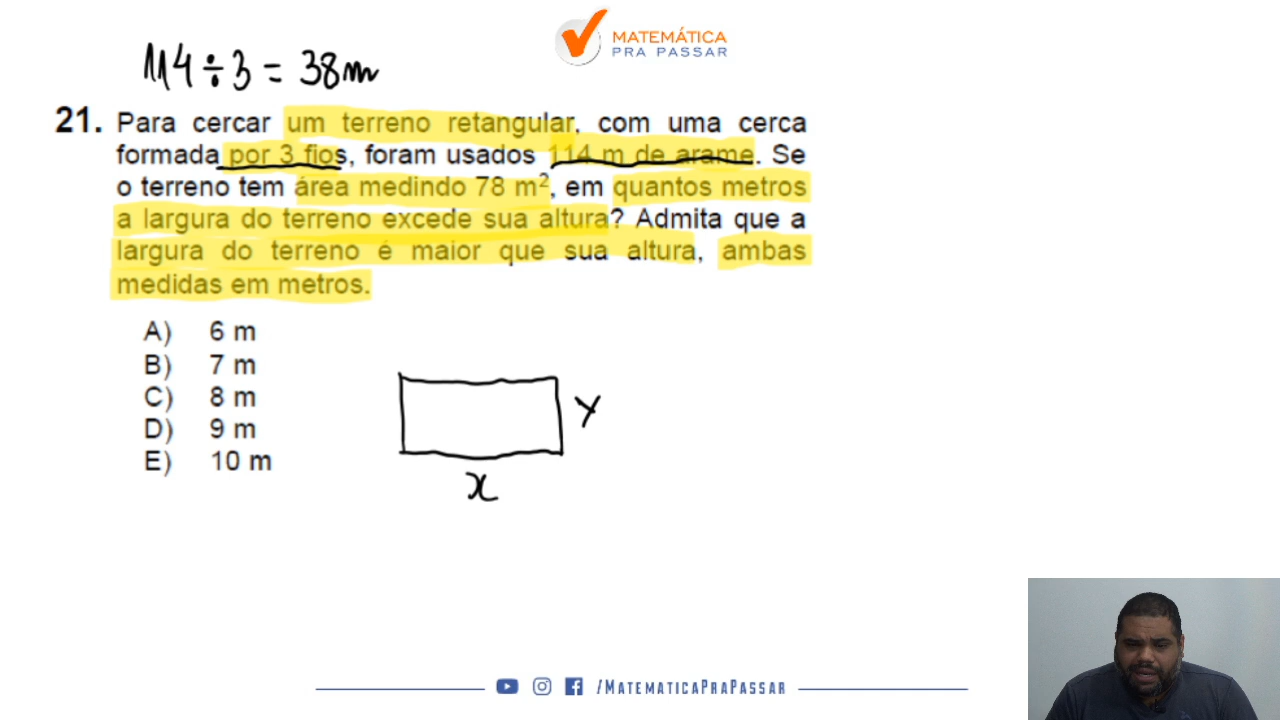 MATEMÁTICA
PRA PASSAR
114 ÷ 3 = 38m
21. Para cercar um terreno retangular, com uma cerca
formada por 3 fios, foram usados 114 m de arame. Se
o terreno tem área medindo 78 m², em quantos metros
a largura do terreno excede sua altura? Admita que a
largura do terreno é maior que sua altura, ambas
medidas em metros.
A) 6 m
B) 7 m
C) 8 m
D) 9 m
E) 10 m
y
x
/MATEMATICAPRAPASSAR